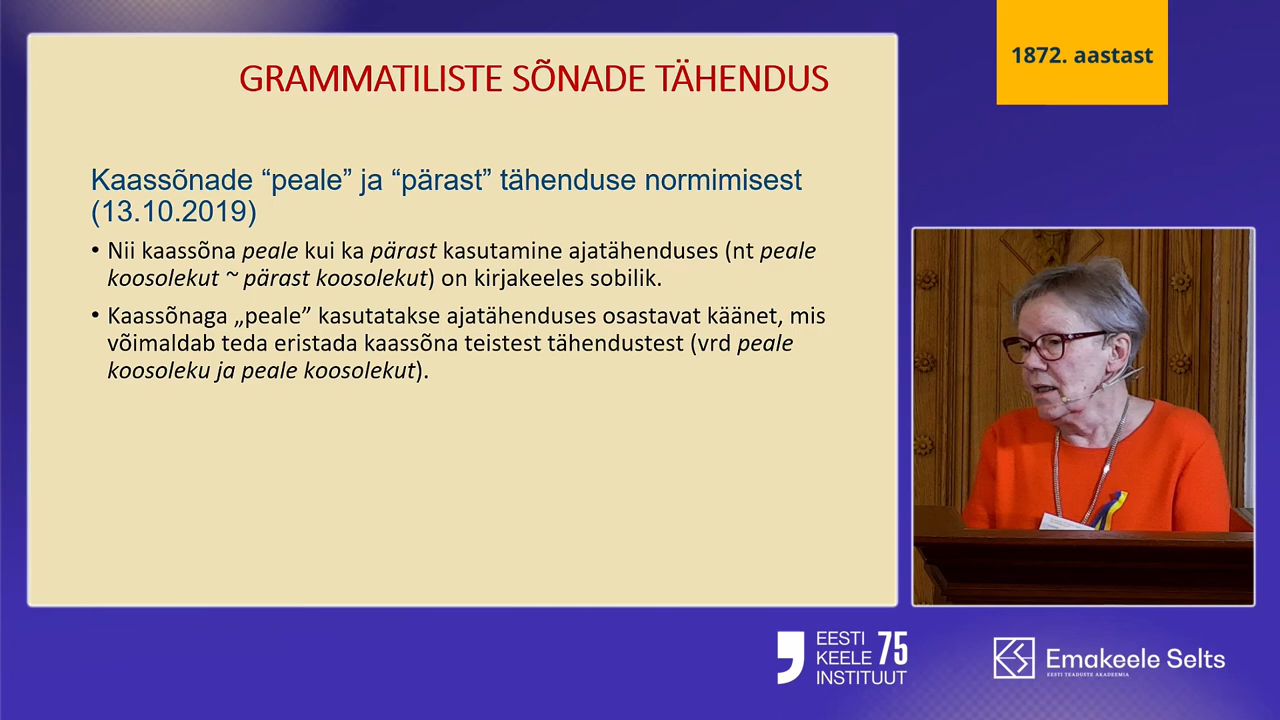 GRAMMATILISTE SÕNADE TÄHENDUS
Kaassõnade “peale” ja “pärast” tähenduse normimisest
(13.10.2019)
• Nii kaassõna peale kui ka pärast kasutamine ajatähenduses (nt peale
koosolekut ~ pärast koosolekut) on kirjakeeles sobilik.
• Kaassõnaga „peale” kasutatakse ajatähenduses osastavat käänet, mis
võimaldab teda eristada kaassõna teistest tähendustest (vrd peale
koosoleku ja peale koosolekut).
1872. aastast
EESTI
KEELE 75
INSTITUUT
Emakeele Selts
EESTI TEADUSTE AKADEEMIA